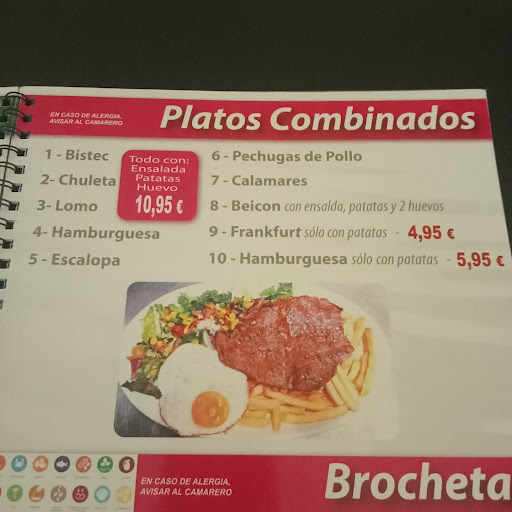 EN CASO DE ALERGIA,
AVISAR AL CAMARERO
Platos Combinados
1 - Bistec
2- Chuleta
3- Lomo
4- Hamburguesa
5 - Escalopa
Todo con:
Ensalada
Patatas
Huevo
10,95 €
6 - Pechugas de Pollo
7 - Calamares
8 - Beicon con ensalda, patatas y 2 huevos
9 - Frankfurt sólo con patatas - 4,95 €
10 - Hamburguesa sólo con patatas - 5,95 €
EN CASO DE ALERGIA,
AVISAR AL CAMARERO
Brocheta